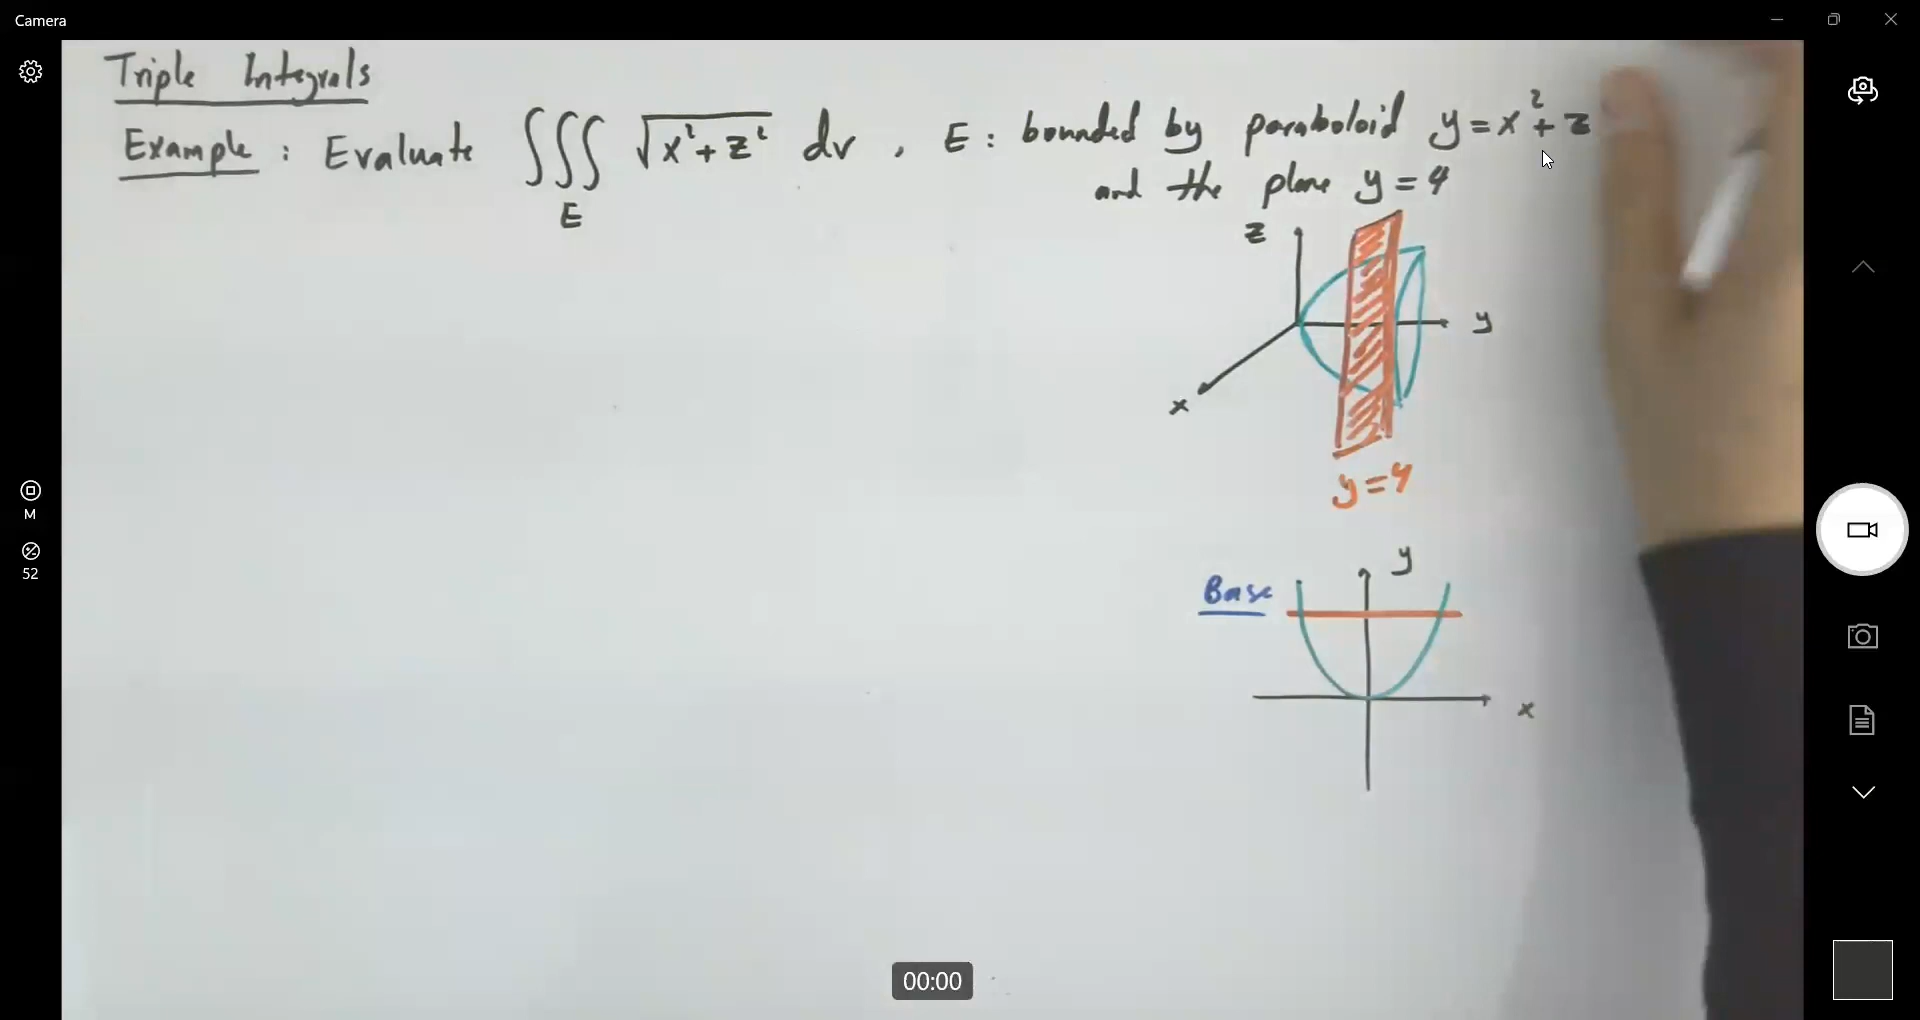 Camera
Triple Integrals
Example : Evaluate ∭ √(x²+z²) dv , E : bounded by paraboloid y = x² + z
E
and the plane y = 4
z
y
x
y = 4
y
Base
x
M
52
00:00